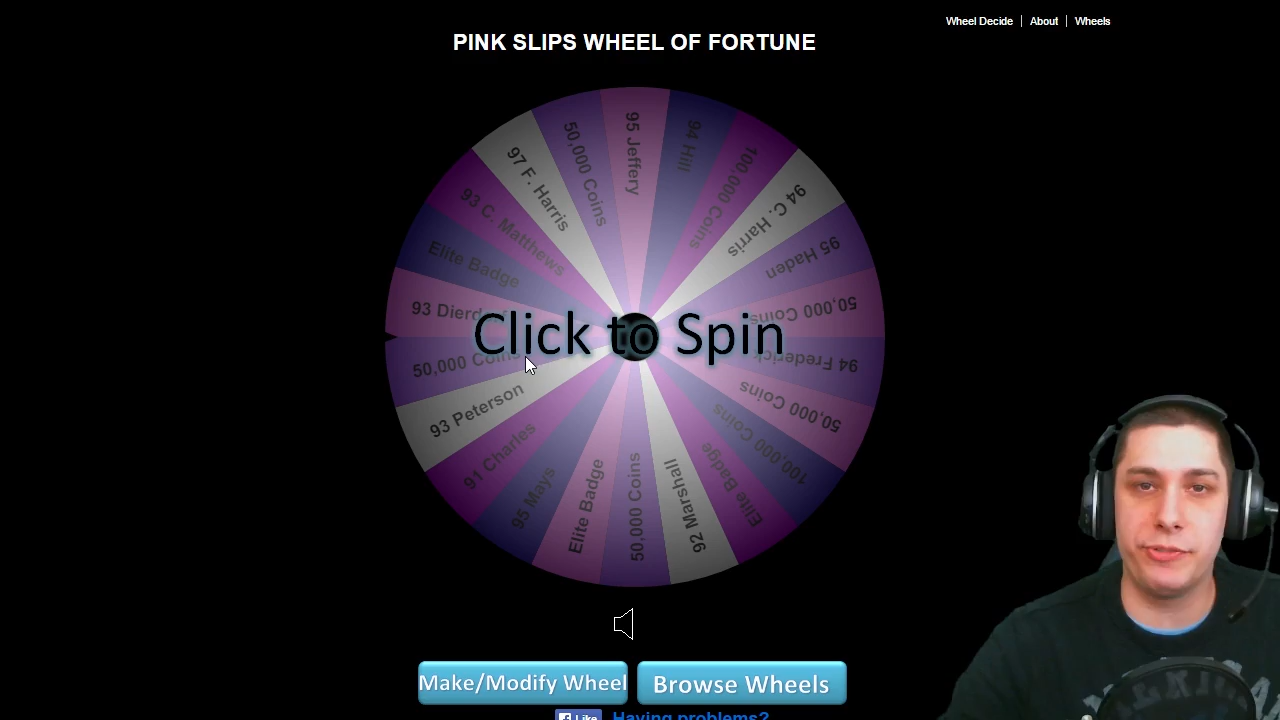 Wheel Decide
About
Wheels
PINK SLIPS WHEEL OF FORTUNE
95 Jeffery
94 Hill
100,000 Coins
94 C. Harris
95 Haden
50,000 Coins
94 Frederick
50,000 Coins
100,000 Coins
Elite Badge
92 Marshall
50,000 Coins
Elite Badge
95 Mays
91 Charles
93 Peterson
50,000 Coins
93 Dierd
Elite Badge
93 C. Matthews
97 F. Harris
50,000 Coins
Click to Spin
Make/Modify Wheel
Browse Wheels
Like
Having problems?